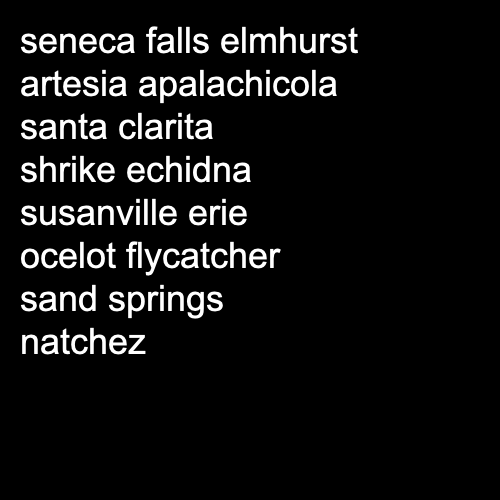 seneca falls elmhurst
artesia apalachicola
santa clarita
shrike echidna
susanville erie
ocelot flycatcher
sand springs
natchez